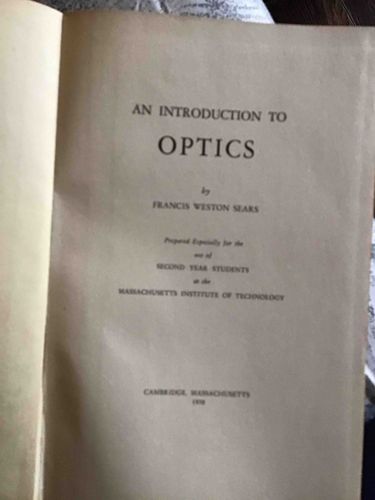 AN INTRODUCTION TO
OPTICS
by
FRANCIS WESTON SEARS
Prepared Especially for the
use of
SECOND YEAR STUDENTS
at the
MASSACHUSETTS INSTITUTE OF TECHNOLOGY
CAMBRIDGE, MASSACHUSETTS
1938